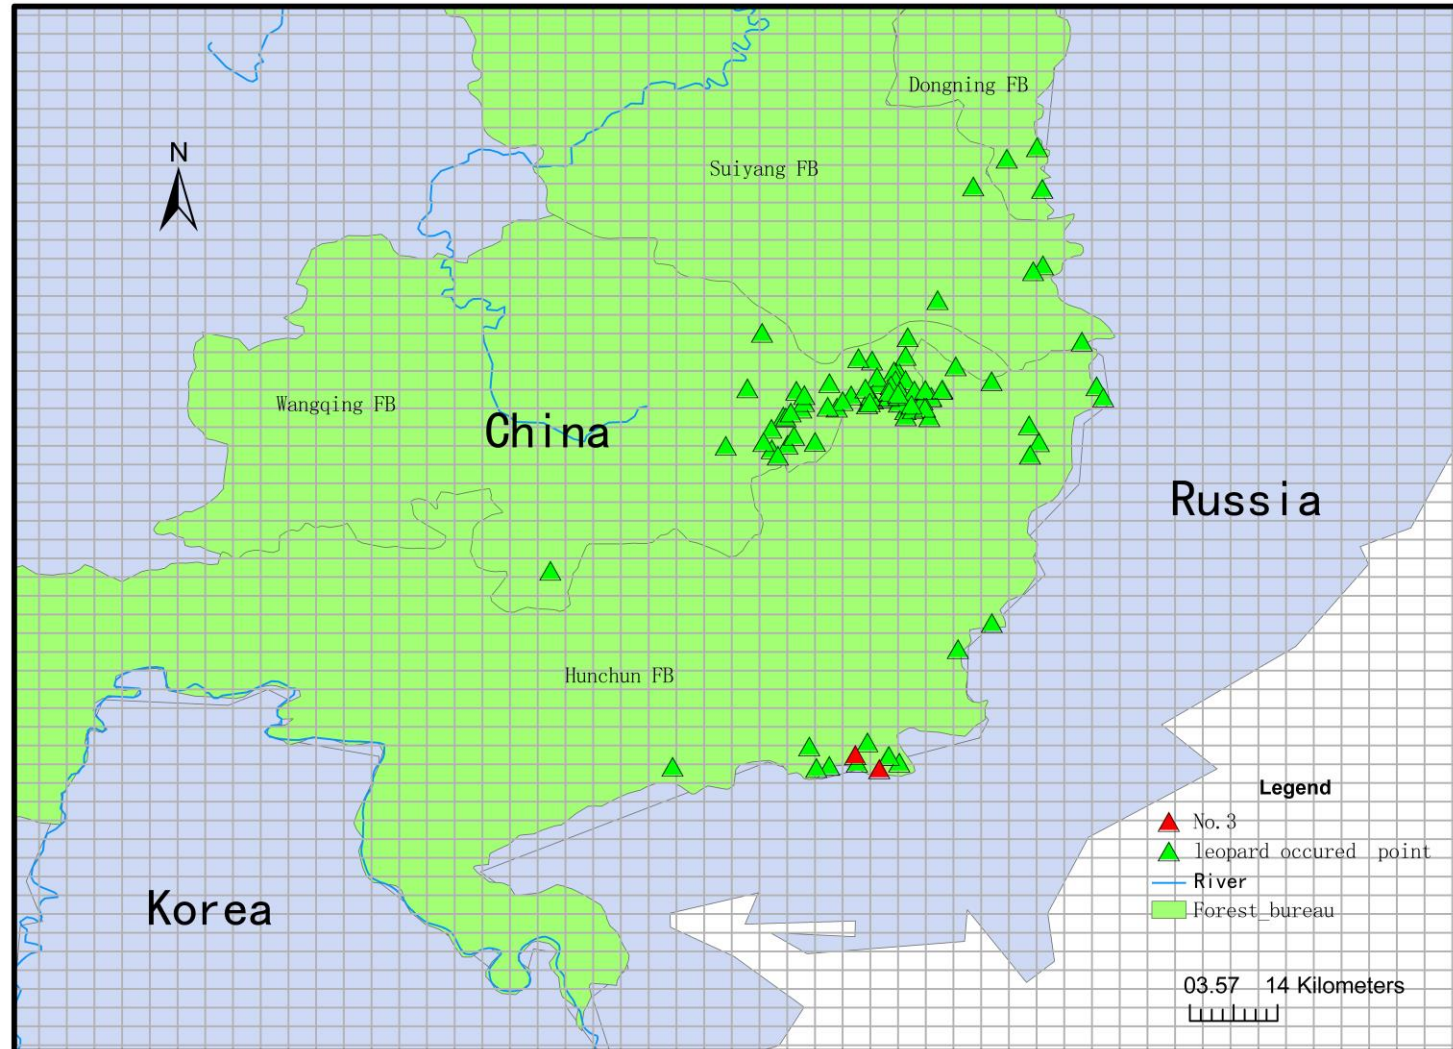 Dongning FB
N
Suiyang FB
Wangqing FB
China
Russia
Hunchun FB
Legend
No.3
leopard occured point
River
Forest_bureau
Korea
03.57 14 Kilometers